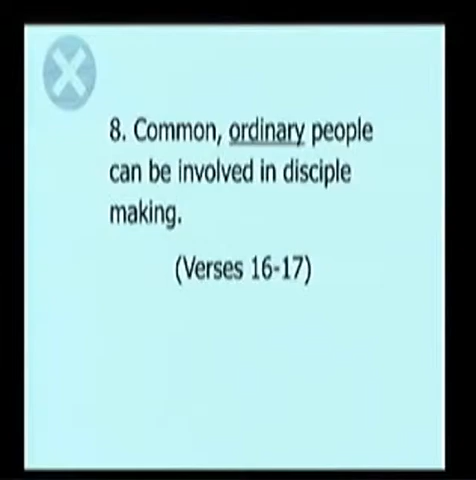 8. Common, ordinary people
can be involved in disciple
making.
(Verses 16-17)